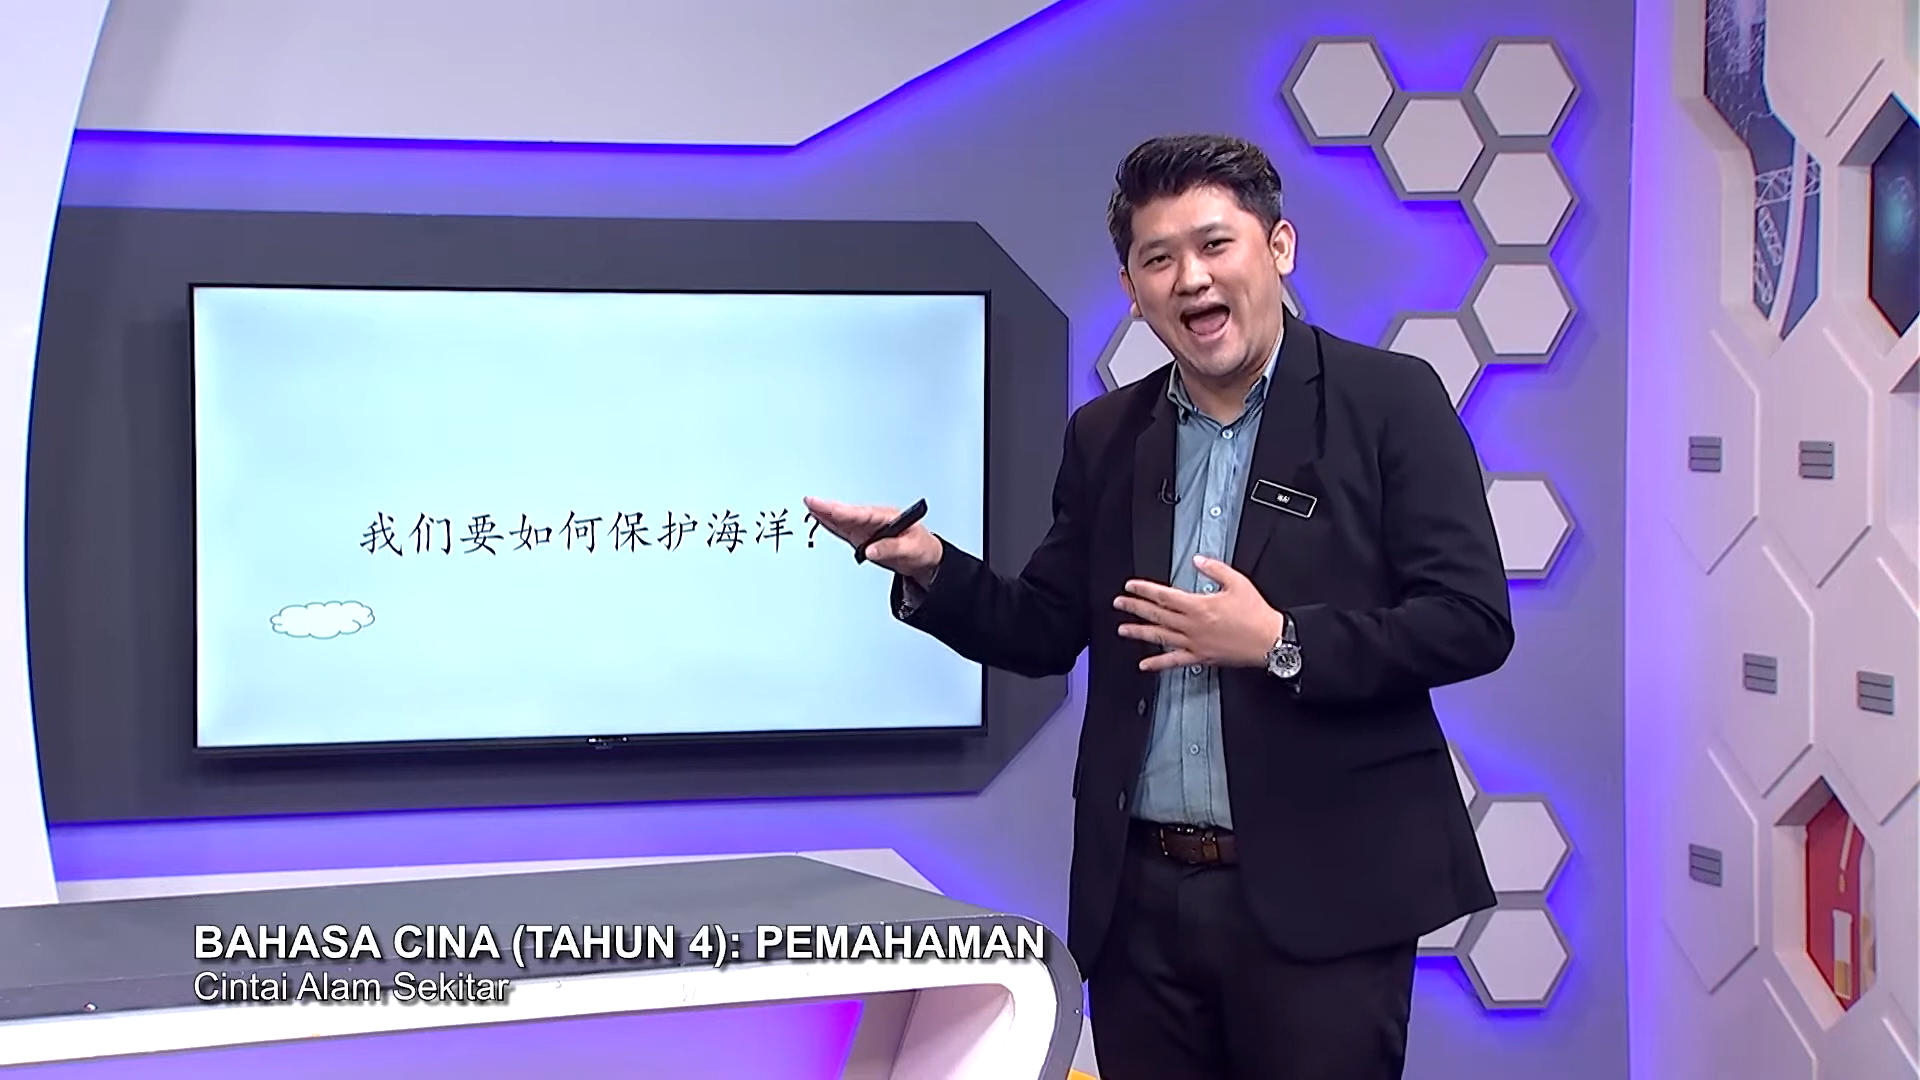 我们要如何保护海洋?
BAHASA CINA (TAHUN 4): PEMAHAMAN
Cintai Alam Sekitar